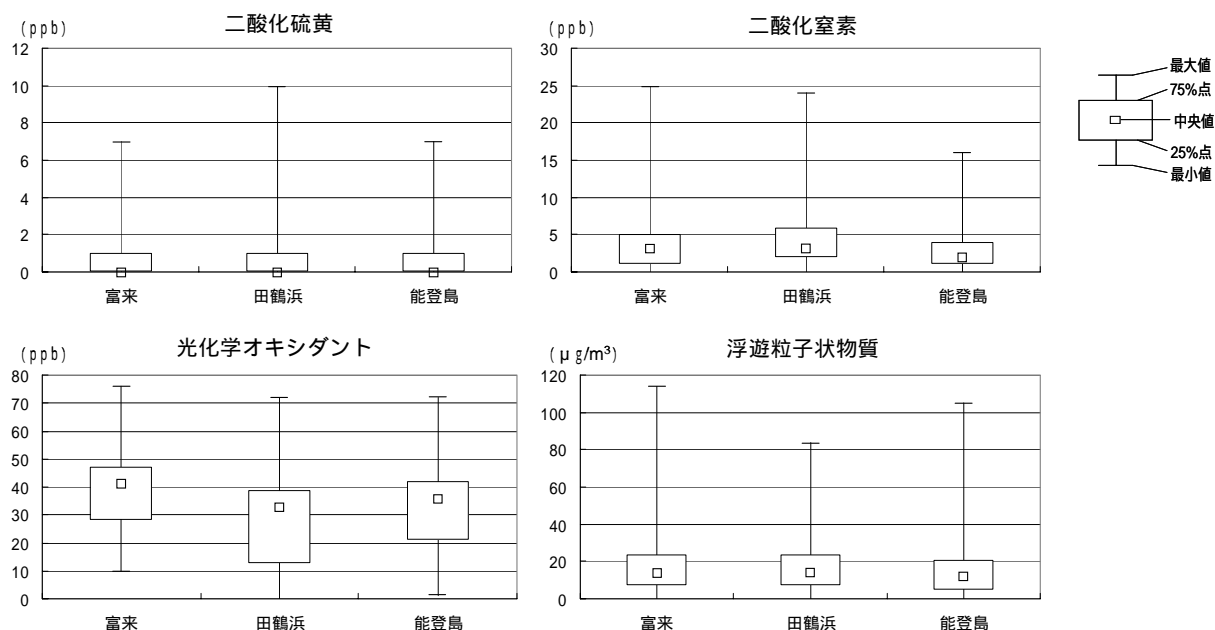 二酸化硫黄
(ppb)
12
10
8
6
4
2
0
富来
田鶴浜
能登島
二酸化窒素
(ppb)
30
25
20
15
10
5
0
富来
田鶴浜
能登島
最大値
75%点
中央値
25%点
最小値
光化学オキシダント
(ppb)
80
70
60
50
40
30
20
10
0
富来
田鶴浜
能登島
浮遊粒子状物質
(μg/m³)
120
100
80
60
40
20
0
富来
田鶴浜
能登島